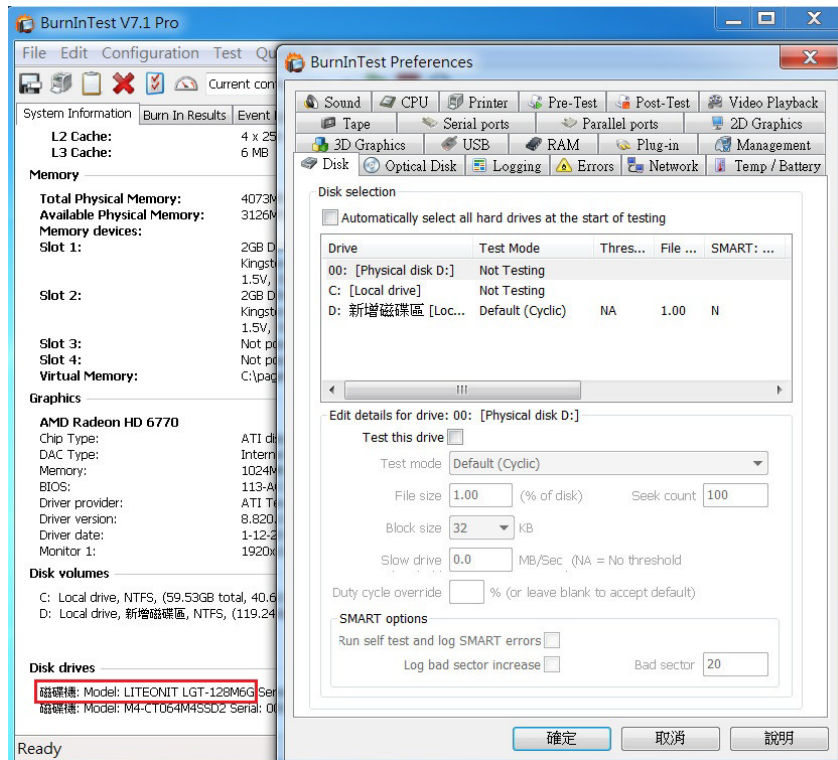 BurnInTest V7.1 Pro
File Edit Configuration Test
Current con
System Information Burn In Results Event
L2 Cache: 4 x 25
L3 Cache: 6 MB
Memory
Total Physical Memory: 4073M
Available Physical Memory: 3126M
Memory devices:
Slot 1: 2GB D
Kingst
1.5V,
Slot 2: 2GB D
Kingst
1.5V,
Slot 3: Not po
Slot 4: Not po
Virtual Memory: C:\pag
Graphics
AMD Radeon HD 6770
Chip Type: ATI di
DAC Type: Intern
Memory: 1024M
BIOS: 113-A
Driver provider: ATI Te
Driver version: 8.820.
Driver date: 1-12-2
Monitor 1: 1920x
Disk volumes
C: Local drive, NTFS, (59.53GB total, 40.6
D: Local drive, 新增磁碟區, NTFS, (119.24
Disk drives
磁碟機: Model: LITEONIT LGT-128M6G Ser
磁碟機: Model: M4-CT064M4SSD2 Serial: 00
Ready
BurnInTest Preferences
Sound CPU Printer Pre-Test Post-Test Video Playback
Tape Serial ports Parallel ports 2D Graphics
3D Graphics USB RAM Plug-in Management
Disk Optical Disk Logging Errors Network Temp / Battery
Disk selection
Automatically select all hard drives at the start of testing
Drive Test Mode Thres... File ... SMART: ...
00: [Physical disk D:] Not Testing
C: [Local drive] Not Testing
D: 新增磁碟區 [Loc... Default (Cyclic) NA 1.00 N
Edit details for drive: 00: [Physical disk D:]
Test this drive
Test mode Default (Cyclic)
File size 1.00 (% of disk) Seek count 100
Block size 32 KB
Slow drive 0.0 MB/Sec (NA = No threshold
Duty cycle override % (or leave blank to accept default)
SMART options
Run self test and log SMART errors
Log bad sector increase Bad sector 20
確定 取消 說明